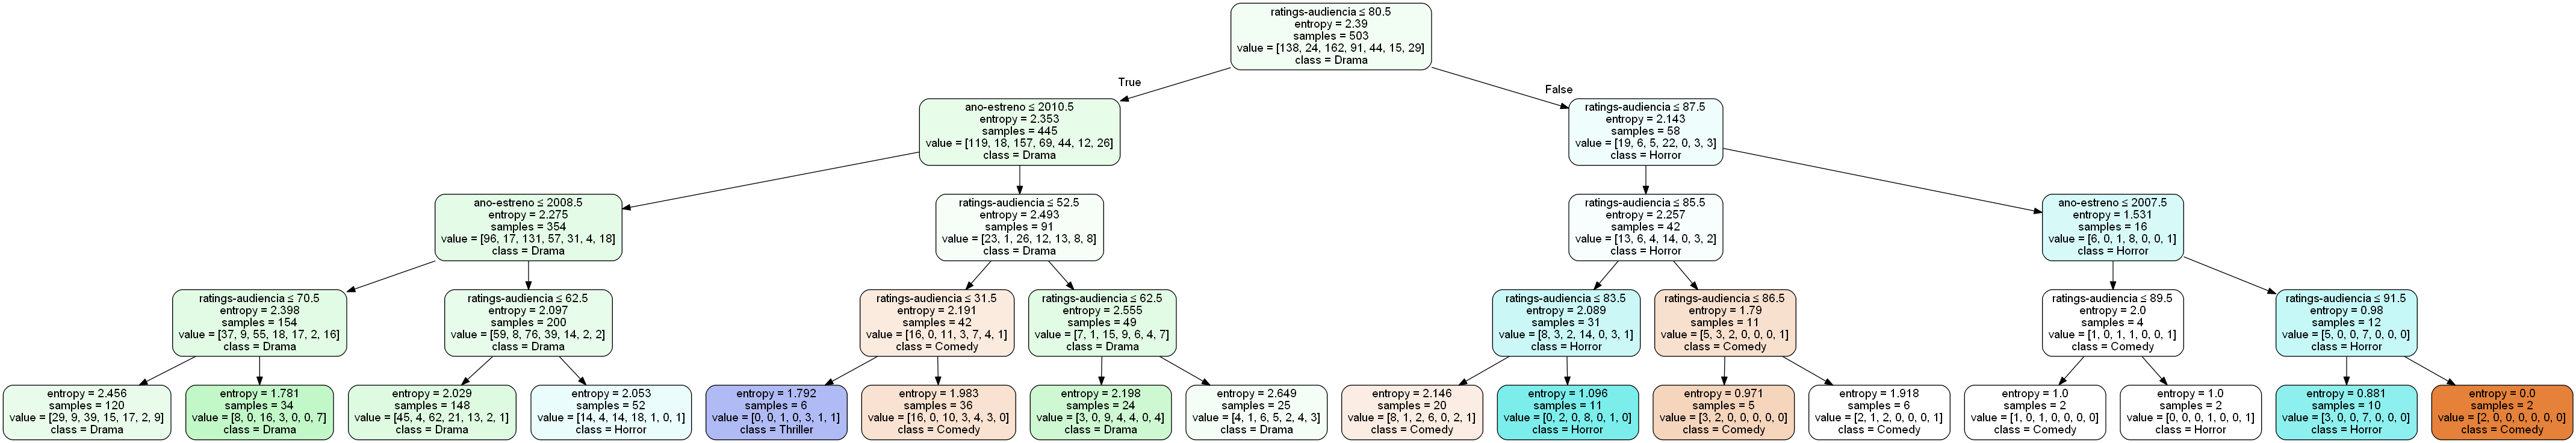 ratings-audiencia ≤ 80.5
entropy = 2.39
samples = 503
value = [138, 24, 162, 91, 44, 15, 29]
class = Drama
True
False
ano-estreno ≤ 2010.5
entropy = 2.353
samples = 445
value = [119, 18, 157, 69, 44, 12, 26]
class = Drama
ratings-audiencia ≤ 87.5
entropy = 2.143
samples = 58
value = [19, 6, 5, 22, 0, 3, 3]
class = Horror
ano-estreno ≤ 2008.5
entropy = 2.275
samples = 354
value = [96, 17, 131, 57, 31, 4, 18]
class = Drama
ratings-audiencia ≤ 52.5
entropy = 2.493
samples = 91
value = [23, 1, 26, 12, 13, 8, 8]
class = Drama
ratings-audiencia ≤ 85.5
entropy = 2.257
samples = 42
value = [13, 6, 4, 14, 0, 3, 2]
class = Horror
ano-estreno ≤ 2007.5
entropy = 1.531
samples = 16
value = [6, 0, 1, 8, 0, 0, 1]
class = Horror
ratings-audiencia ≤ 70.5
entropy = 2.398
samples = 154
value = [37, 9, 55, 18, 17, 2, 16]
class = Drama
ratings-audiencia ≤ 62.5
entropy = 2.097
samples = 200
value = [59, 8, 76, 39, 14, 2, 2]
class = Drama
ratings-audiencia ≤ 31.5
entropy = 2.191
samples = 42
value = [16, 0, 11, 3, 7, 4, 1]
class = Comedy
ratings-audiencia ≤ 62.5
entropy = 2.555
samples = 49
value = [7, 1, 15, 9, 6, 4, 7]
class = Drama
ratings-audiencia ≤ 83.5
entropy = 2.089
samples = 31
value = [8, 3, 2, 14, 0, 3, 1]
class = Horror
ratings-audiencia ≤ 86.5
entropy = 1.79
samples = 11
value = [5, 3, 2, 0, 0, 0, 1]
class = Comedy
ratings-audiencia ≤ 89.5
entropy = 2.0
samples = 4
value = [1, 0, 1, 1, 0, 0, 1]
class = Comedy
ratings-audiencia ≤ 91.5
entropy = 0.98
samples = 12
value = [5, 0, 0, 7, 0, 0, 0]
class = Horror
entropy = 2.456
samples = 120
value = [29, 9, 39, 15, 17, 2, 9]
class = Drama
entropy = 1.781
samples = 34
value = [8, 0, 16, 3, 0, 0, 7]
class = Drama
entropy = 2.029
samples = 148
value = [45, 4, 62, 21, 13, 2, 1]
class = Drama
entropy = 2.053
samples = 52
value = [14, 4, 14, 18, 1, 0, 1]
class = Horror
entropy = 1.792
samples = 6
value = [0, 0, 1, 0, 3, 1, 1]
class = Thriller
entropy = 1.983
samples = 36
value = [16, 0, 10, 3, 4, 3, 0]
class = Comedy
entropy = 2.198
samples = 24
value = [3, 0, 9, 4, 4, 0, 4]
class = Drama
entropy = 2.649
samples = 25
value = [4, 1, 6, 5, 2, 4, 3]
class = Drama
entropy = 2.146
samples = 20
value = [8, 1, 2, 6, 0, 2, 1]
class = Comedy
entropy = 1.096
samples = 11
value = [0, 2, 0, 8, 0, 1, 0]
class = Horror
entropy = 0.971
samples = 5
value = [3, 2, 0, 0, 0, 0, 0]
class = Comedy
entropy = 1.918
samples = 6
value = [2, 1, 2, 0, 0, 0, 1]
class = Comedy
entropy = 1.0
samples = 2
value = [1, 0, 1, 0, 0, 0, 0]
class = Comedy
entropy = 1.0
samples = 2
value = [0, 0, 0, 1, 0, 0, 1]
class = Horror
entropy = 0.881
samples = 10
value = [3, 0, 0, 7, 0, 0, 0]
class = Horror
entropy = 0.0
samples = 2
value = [2, 0, 0, 0, 0, 0, 0]
class = Comedy